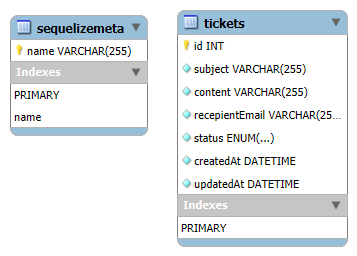 sequelizemeta
name VARCHAR(255)
Indexes
PRIMARY
name
tickets
id INT
subject VARCHAR(255)
content VARCHAR(255)
recepientEmail VARCHAR(25...
status ENUM(...)
createdAt DATETIME
updatedAt DATETIME
Indexes
PRIMARY